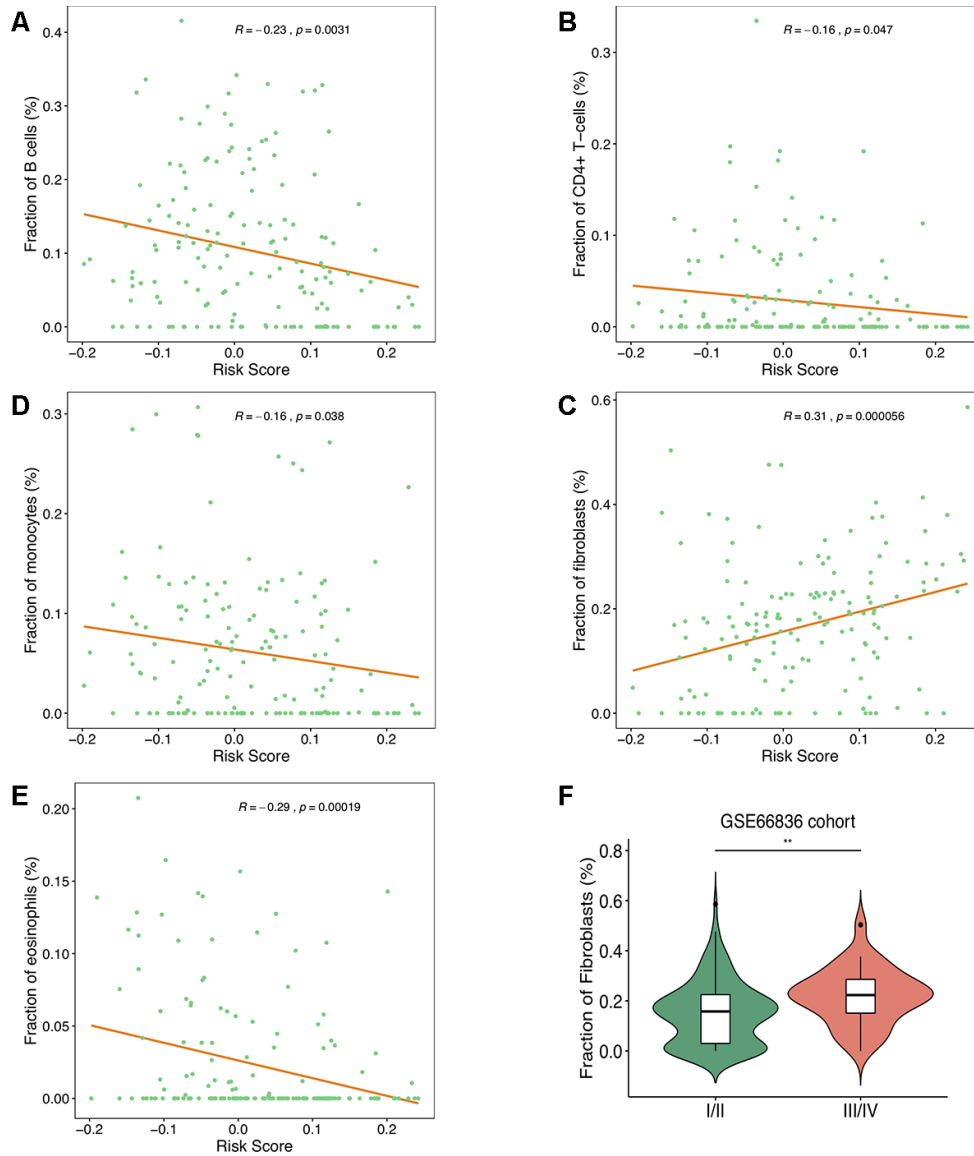 A
R = −0.23 , p = 0.0031
Fraction of B cells (%)
0.4
0.3
0.2
0.1
0.0
−0.2 −0.1 0.0 0.1 0.2
Risk Score
B
R = −0.16 , p = 0.047
Fraction of CD4+ T−cells (%)
0.3
0.2
0.1
0.0
−0.2 −0.1 0.0 0.1 0.2
Risk Score
D
R = −0.16 , p = 0.038
Fraction of monocytes (%)
0.3
0.2
0.1
0.0
−0.2 −0.1 0.0 0.1 0.2
Risk Score
C
R = 0.31 , p = 0.000056
Fraction of fibroblasts (%)
0.6
0.4
0.2
0.0
−0.2 −0.1 0.0 0.1 0.2
Risk Score
E
R = −0.29 , p = 0.00019
Fraction of eosinophils (%)
0.20
0.15
0.10
0.05
0.00
−0.2 −0.1 0.0 0.1 0.2
Risk Score
F
GSE66836 cohort
**
Fraction of Fibroblasts (%)
0.8
0.6
0.4
0.2
0.0
I/II III/IV